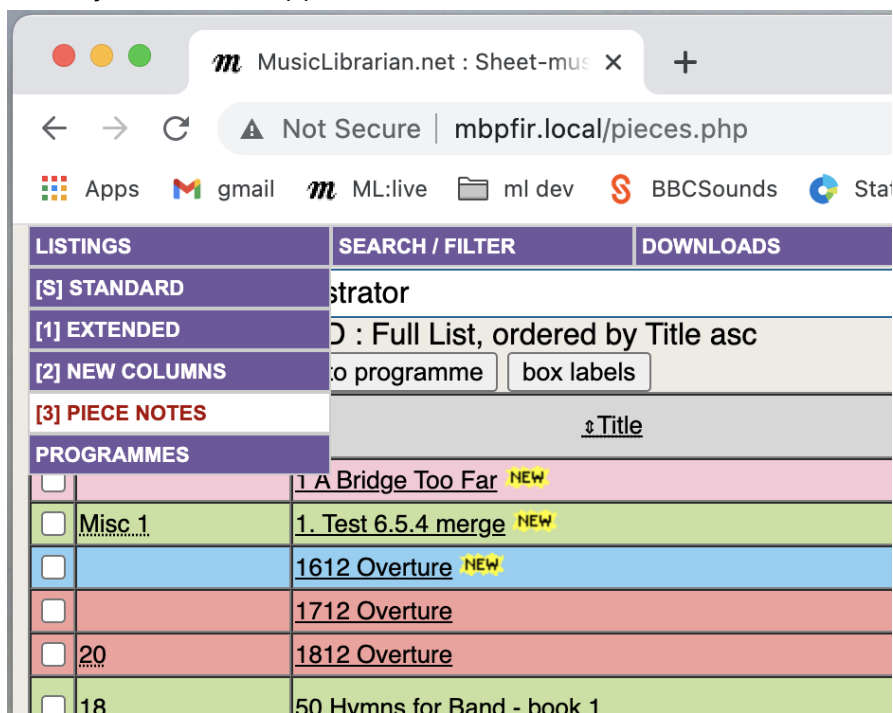 m MusicLibrarian.net : Sheet-mus
Not Secure | mbpfir.local/pieces.php
Apps gmail m ML:live ml dev BBCSounds Stat
LISTINGS SEARCH / FILTER DOWNLOADS
[S] STANDARD strator
[1] EXTENDED D : Full List, ordered by Title asc
[2] NEW COLUMNS to programme box labels
[3] PIECE NOTES ⇕Title
PROGRAMMES
1 A Bridge Too Far NEW
Misc 1 1. Test 6.5.4 merge NEW
1612 Overture NEW
1712 Overture
20 1812 Overture
18 50 Hymns for Band - book 1